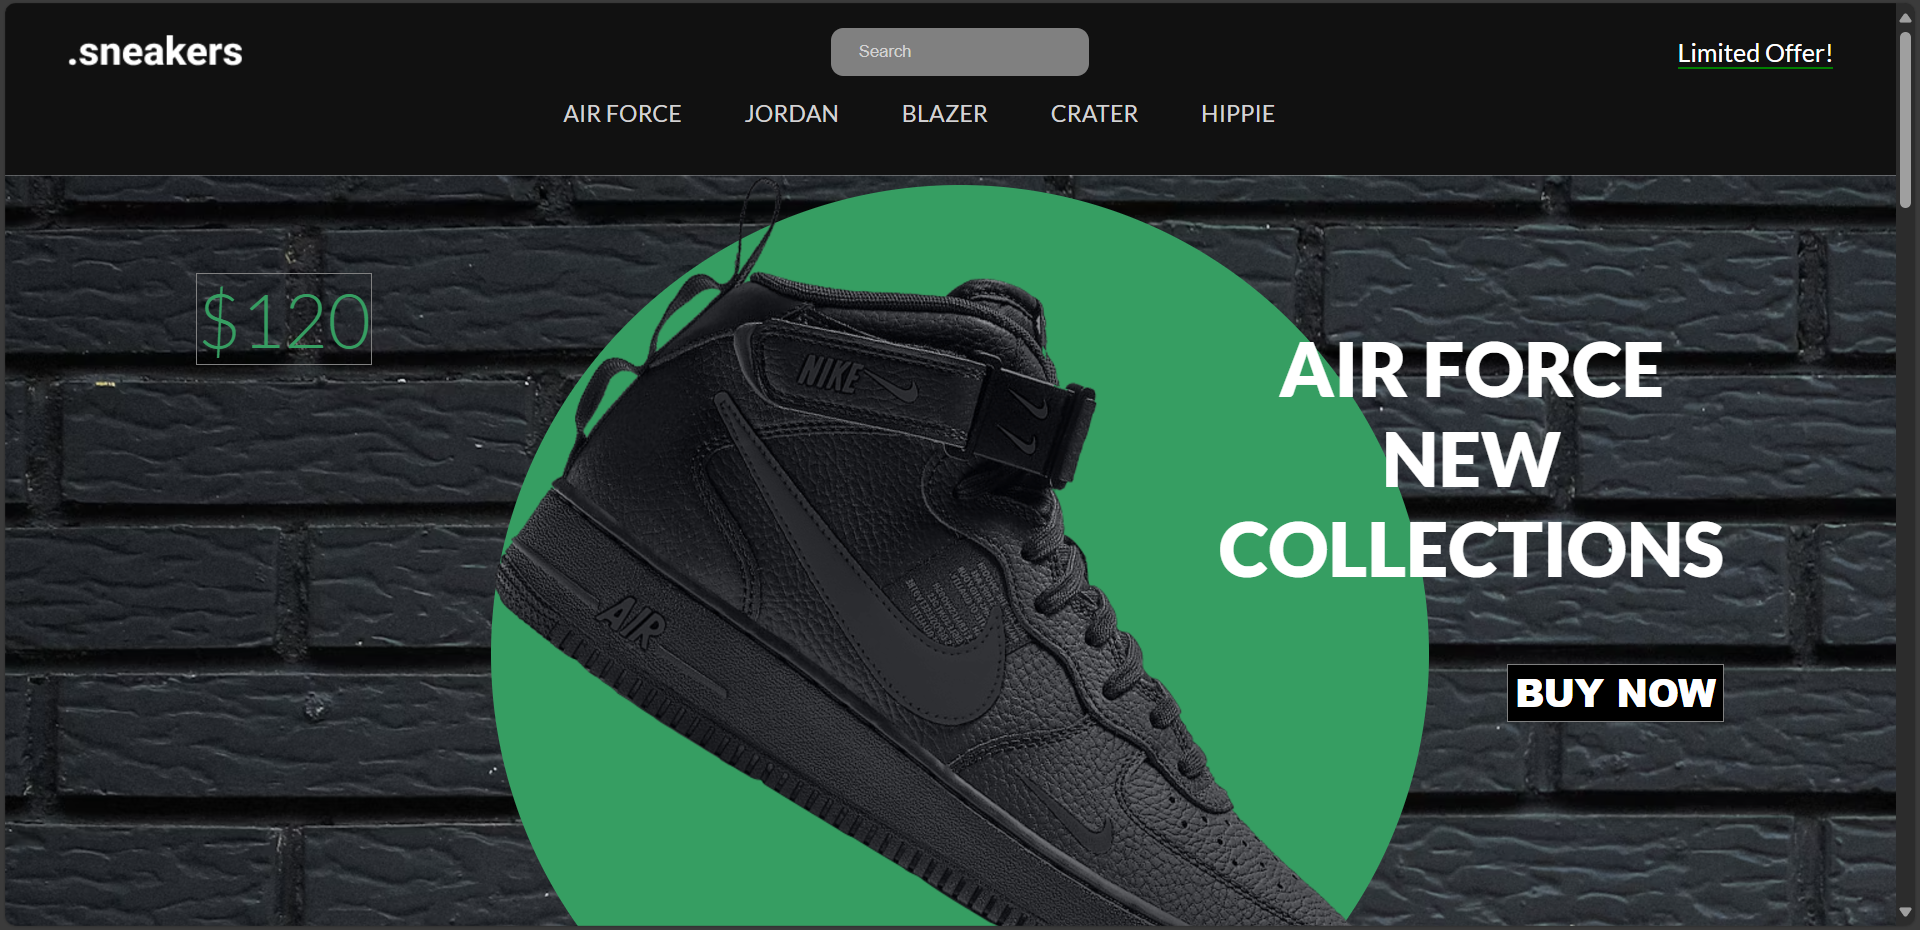 .sneakers
Search
Limited Offer!
AIR FORCE
JORDAN
BLAZER
CRATER
HIPPIE
$120
NIKE
AIR
AIR FORCE
NEW
COLLECTIONS
BUY NOW